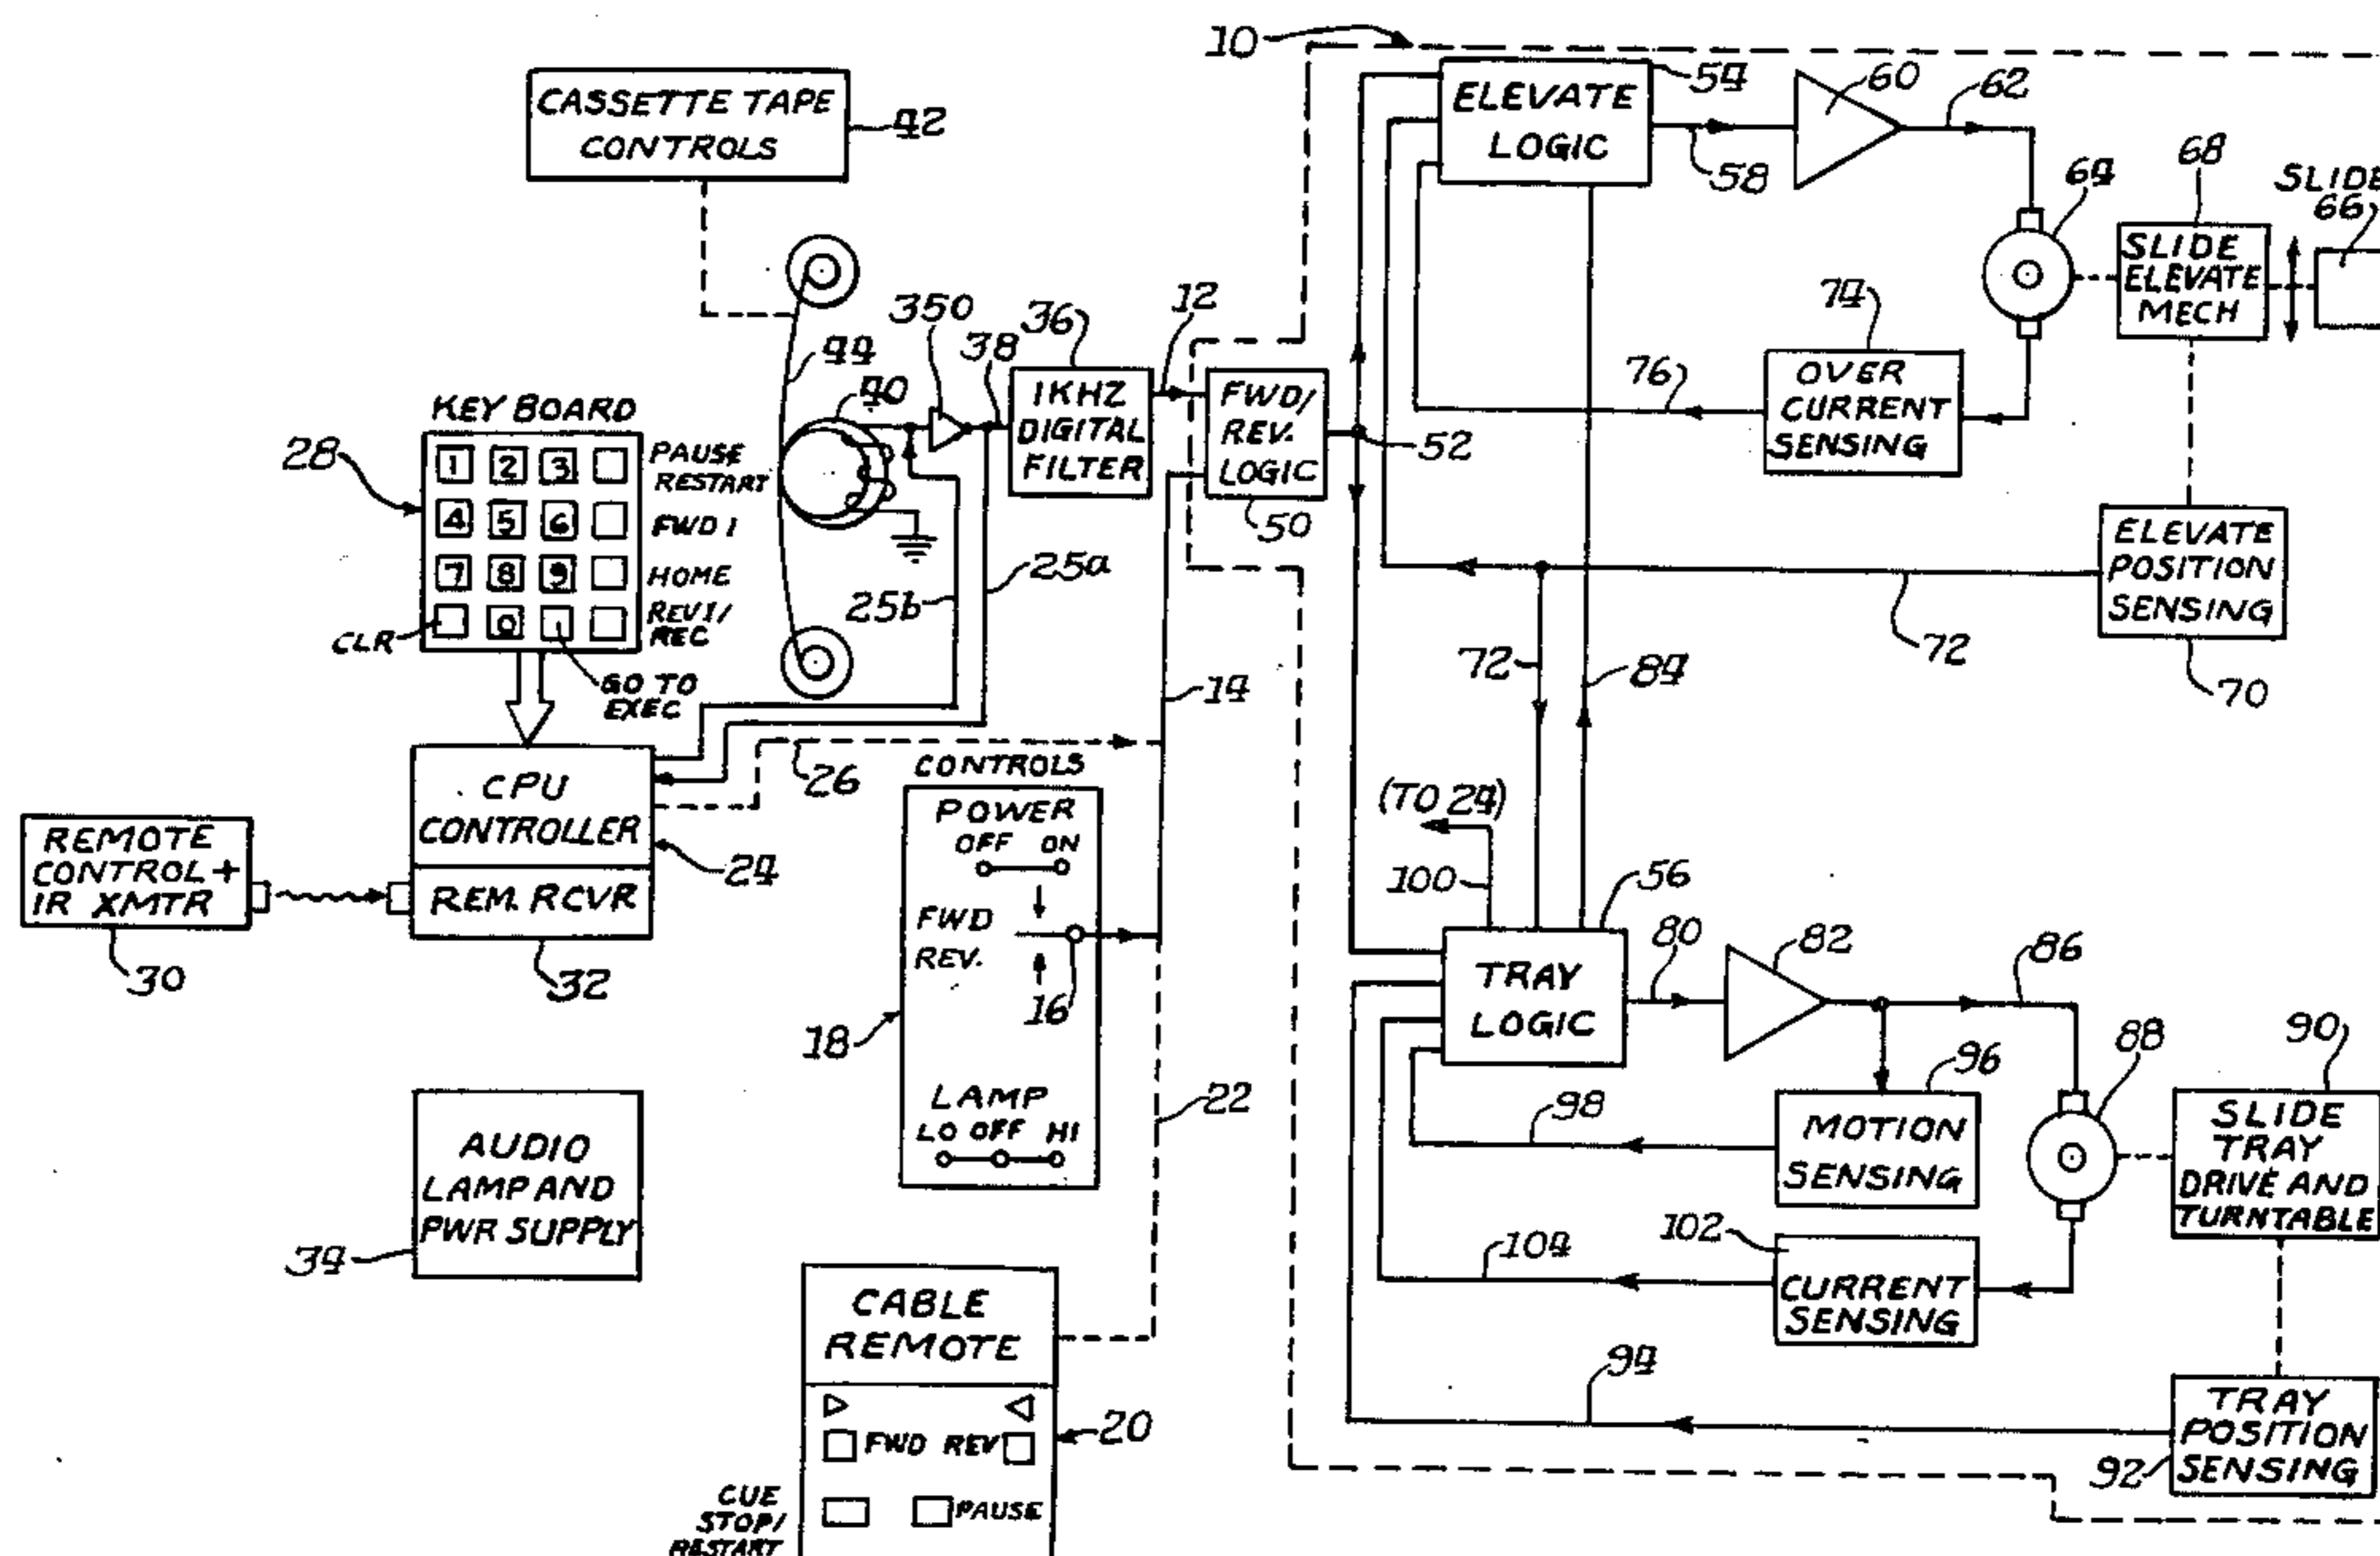 10
CASSETTE TAPE
CONTROLS
42
ELEVATE
LOGIC
54
60
62
58
64
68
SLIDE
66
SLIDE
ELEVATE
MECH
350
38
36
12
44
40
1KHZ
DIGITAL
FILTER
FWD/
REV.
LOGIC
50
52
74
76
OVER
CURRENT
SENSING
KEY BOARD
28
1 2 3
PAUSE
RESTART
4 5 6
FWD 1
7 8 9
HOME
CLR
0
REV 1/
REC
GO TO
EXEC
25b
25a
14
72
84
72
ELEVATE
POSITION
SENSING
70
CPU
CONTROLLER
26
24
REM. RCVR
32
REMOTE
CONTROL +
IR XMTR
30
CONTROLS
POWER
OFF ON
FWD
REV.
16
18
LAMP
LO OFF HI
22
(TO 24)
100
56
TRAY
LOGIC
80
82
86
88
90
96
MOTION
SENSING
98
SLIDE
TRAY
DRIVE AND
TURNTABLE
102
CURRENT
SENSING
104
94
TRAY
POSITION
SENSING
92
AUDIO
LAMP AND
PWR SUPPLY
34
CABLE
REMOTE
FWD REV
20
CUE
STOP/
RESTART
PAUSE